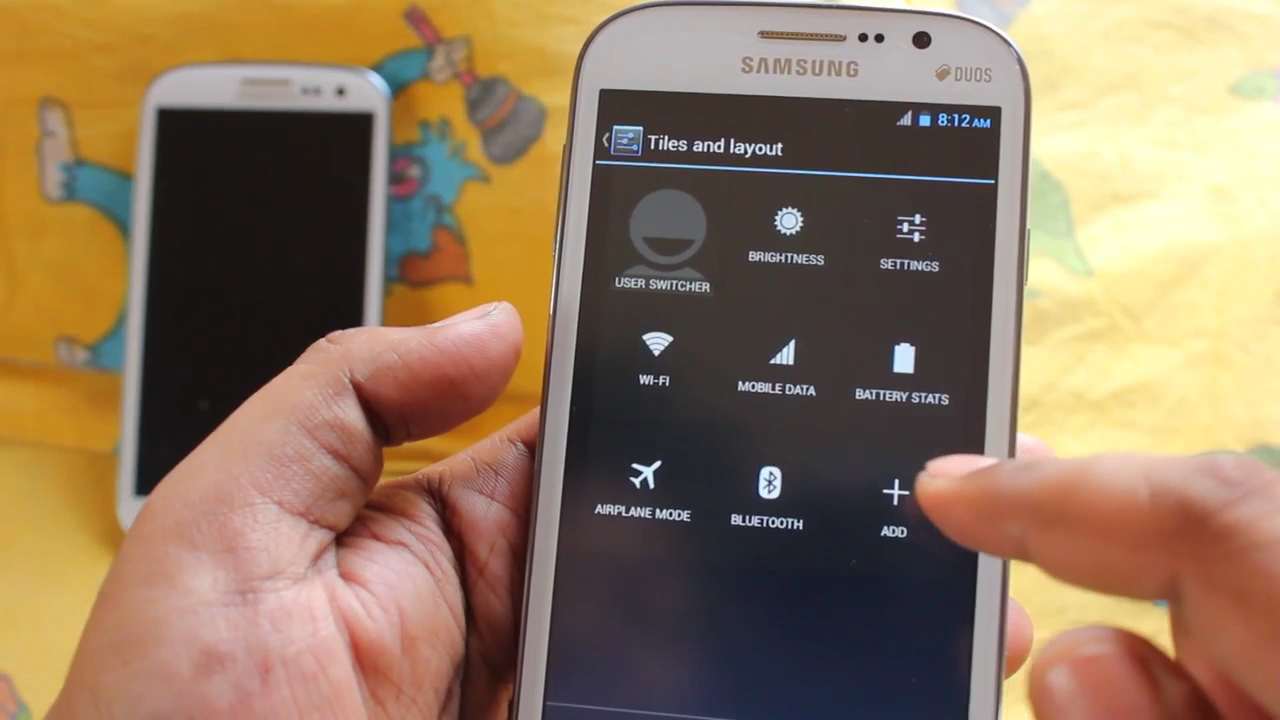 SAMSUNG
DUOS
8:12 AM
Tiles and layout
USER SWITCHER
BRIGHTNESS
SETTINGS
WI-FI
MOBILE DATA
BATTERY STATS
AIRPLANE MODE
BLUETOOTH
ADD